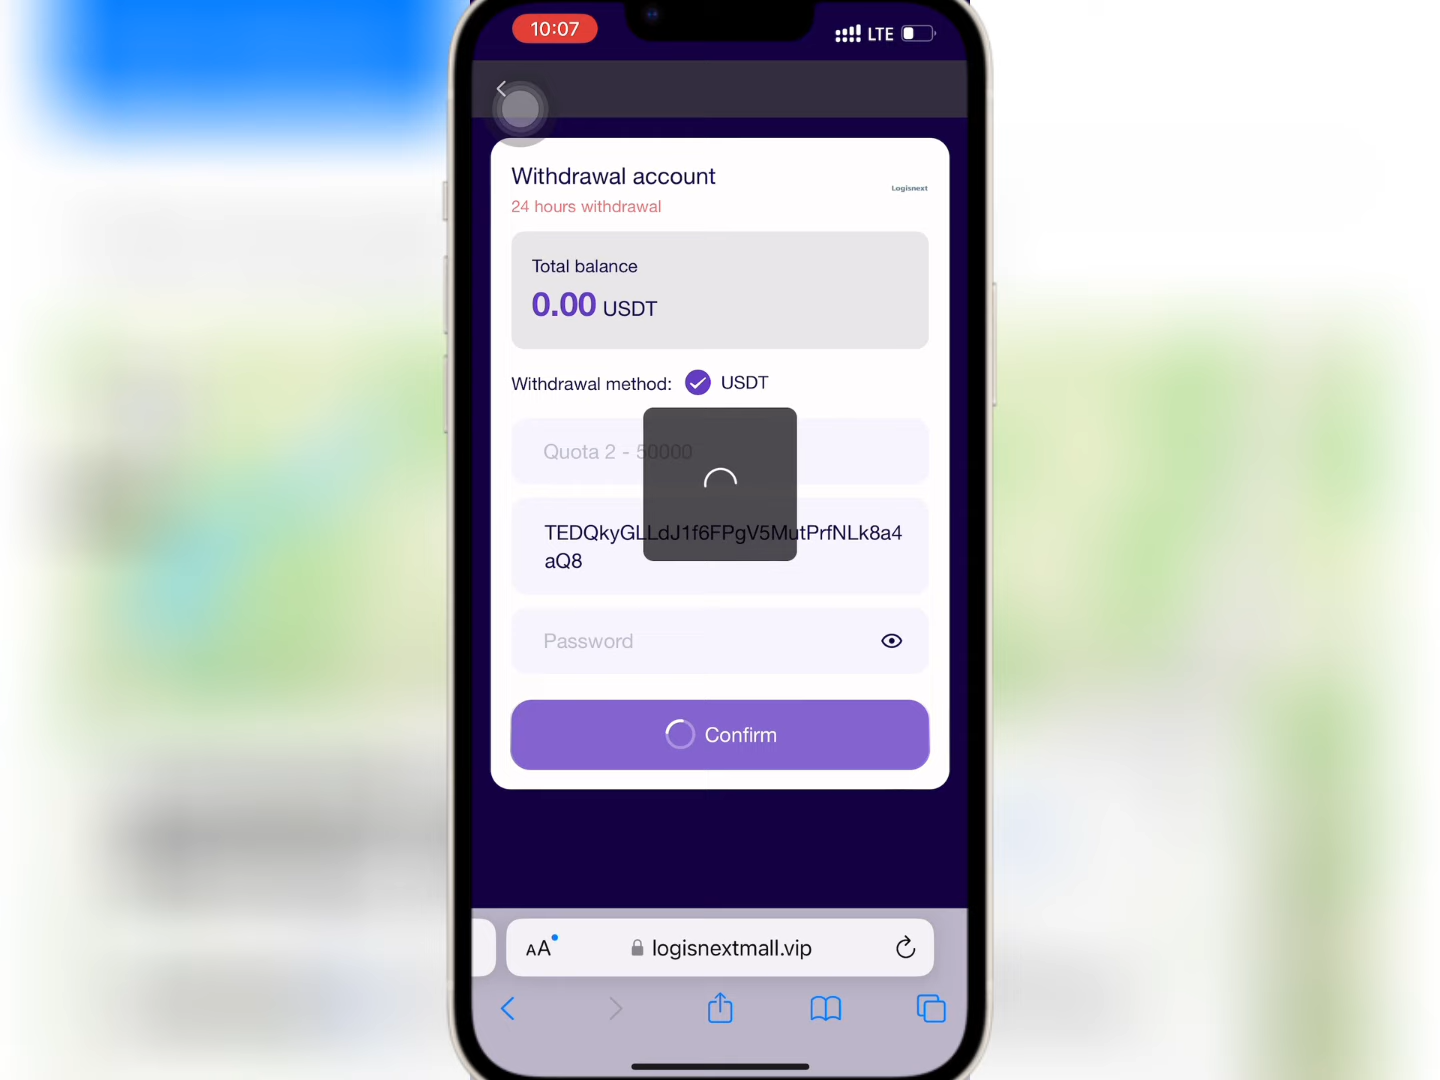 10:07
LTE
Withdrawal account
Logisnext
24 hours withdrawal
Total balance
0.00 USDT
Withdrawal method: USDT
Quota 2 - 50000
TEDQkyGLLdJ1f6FPgV5MutPrfNLk8a4
aQ8
Password
Confirm
AA
logisnextmall.vip